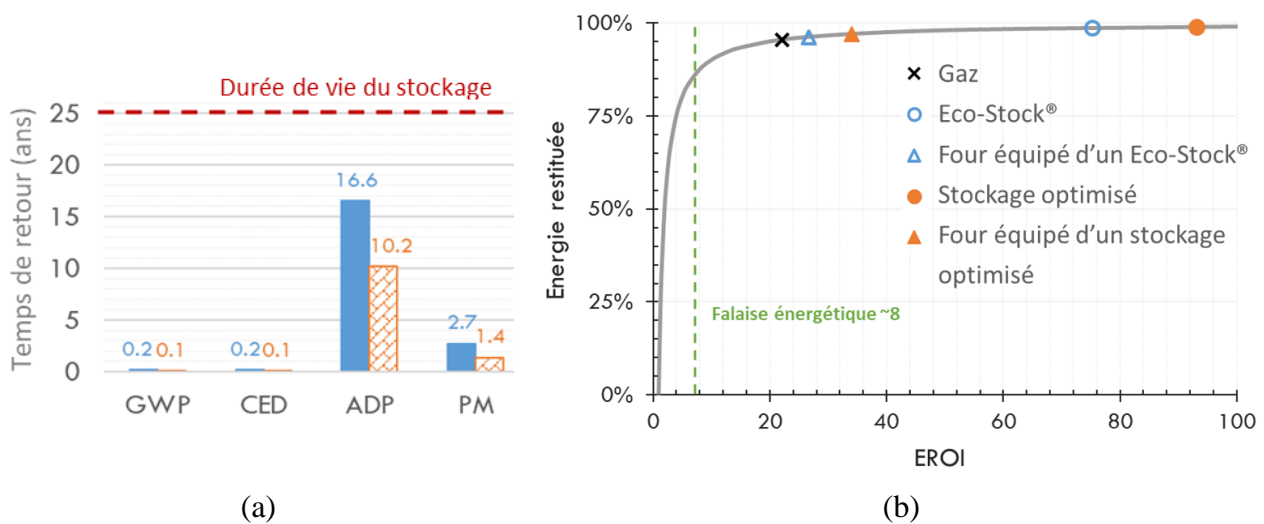 Durée de vie du stockage
Temps de retour (ans)
25
20
15
10
5
0
0.2 0.1
0.2 0.1
16.6
10.2
2.7
1.4
GWP CED ADP PM
(a)
Energie restituée
100%
75%
50%
25%
0%
Gaz
Eco-Stock®
Four équipé d'un Eco-Stock®
Stockage optimisé
Four équipé d'un stockage
optimisé
Falaise énergétique ~8
0 20 40 60 80 100
EROI
(b)